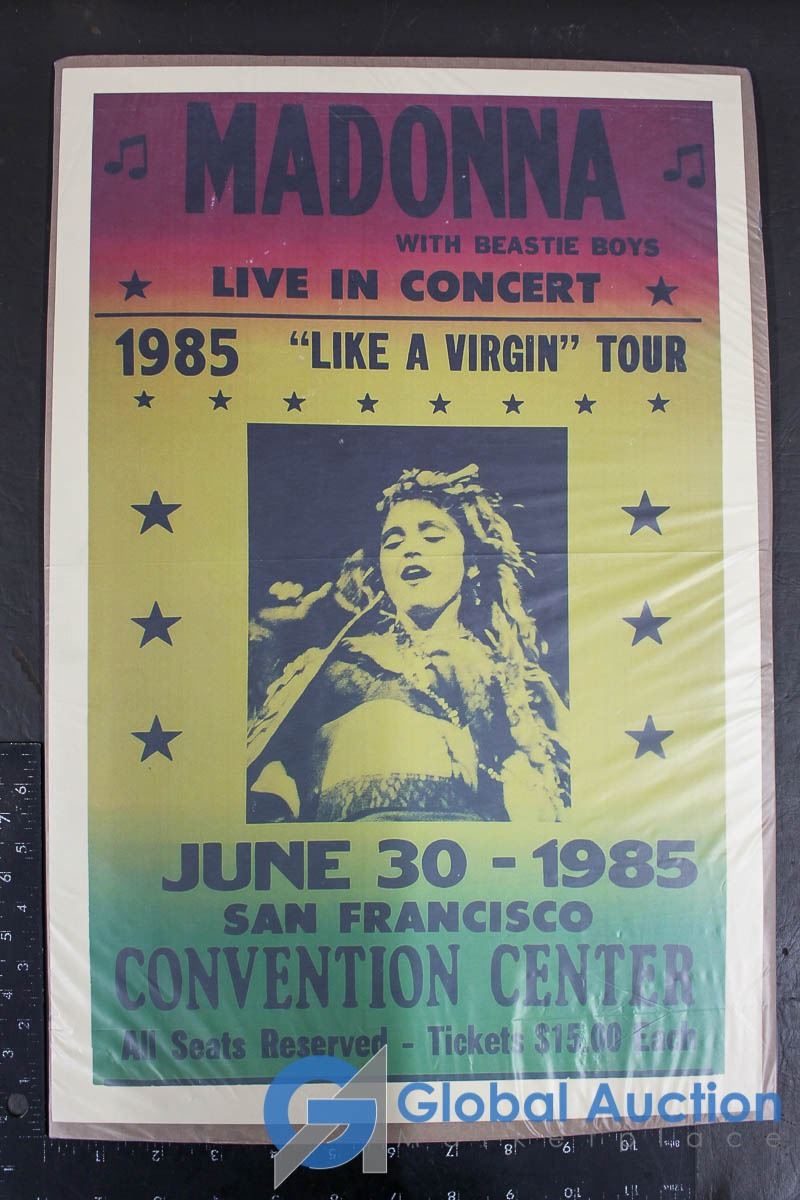 MADONNA
WITH BEASTIE BOYS
LIVE IN CONCERT
1985 "LIKE A VIRGIN" TOUR
JUNE 30 - 1985
SAN FRANCISCO
CONVENTION CENTER
All Seats Reserved - Tickets $15.00 Each
Global Auction
Marketplace